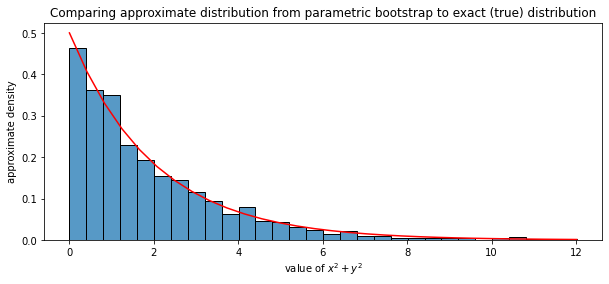 Comparing approximate distribution from parametric bootstrap to exact (true) distribution
0.5
0.4
0.3
0.2
0.1
0.0
approximate density
0 2 4 6 8 10 12
value of x² + y²